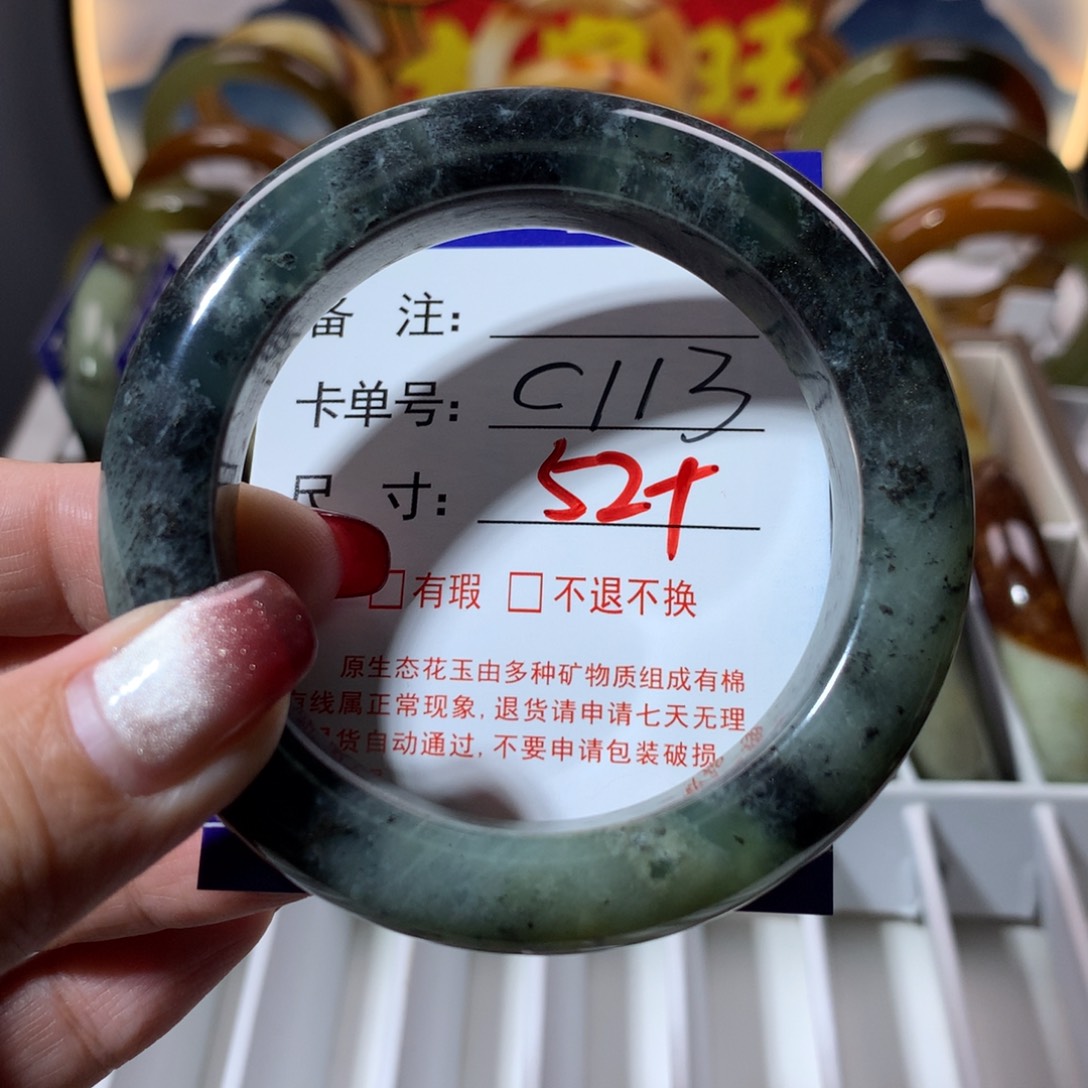 旺
备 注:
卡单号: C113
尺 寸: 52+
□有瑕 □不退不换
原生态花玉由多种矿物质组成有棉
有线属正常现象,退货请申请七天无理
货自动通过,不要申请包装破损